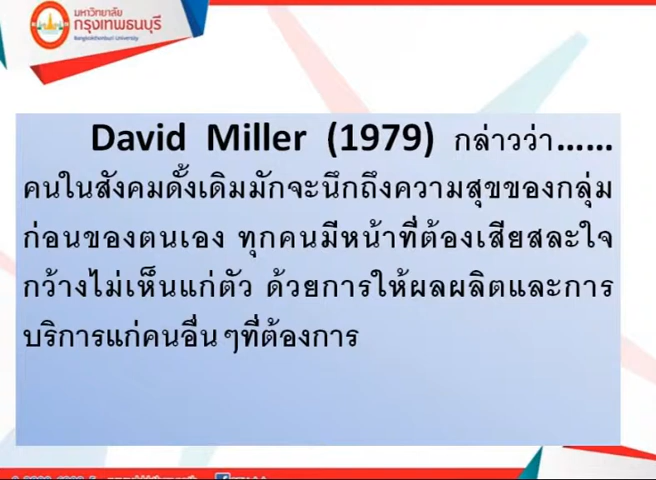 มหาวิทยาลัย
กรุงเทพธนบุรี
Bangkokthonburi University
David Miller (1979) กล่าวว่า......
คนในสังคมดั้งเดิมมักจะนึกถึงความสุขของกลุ่ม
ก่อนของตนเอง ทุกคนมีหน้าที่ต้องเสียสละใจ
กว้างไม่เห็นแก่ตัว ด้วยการให้ผลผลิตและการ
บริการแก่คนอื่นๆที่ต้องการ